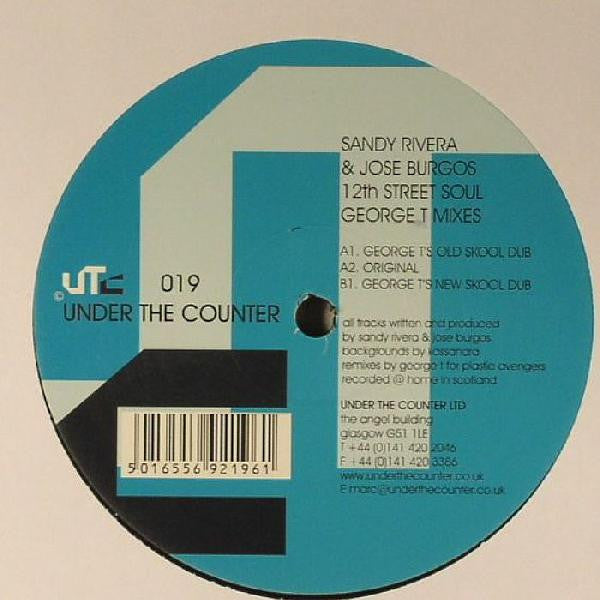 SANDY RIVERA
& JOSE BURGOS
12th STREET SOUL
GEORGE T MIXES
A1. GEORGE T'S OLD SKOOL DUB
A2. ORIGINAL
B1. GEORGE T'S NEW SKOOL DUB
UTC
019
© UNDER THE COUNTER
all tracks written and produced
by sandy rivera & jose burgos
backgrounds by kassandra
remixes by george t for plastic avengers
recorded @ home in scotland
UNDER THE COUNTER LTD
the angel building
glasgow G51 1LE
T +44 (0)141 420 2046
F +44 (0)141 420 3366
www.underthecounter.co.uk
E marc@underthecounter.co.uk
5 016556 921961